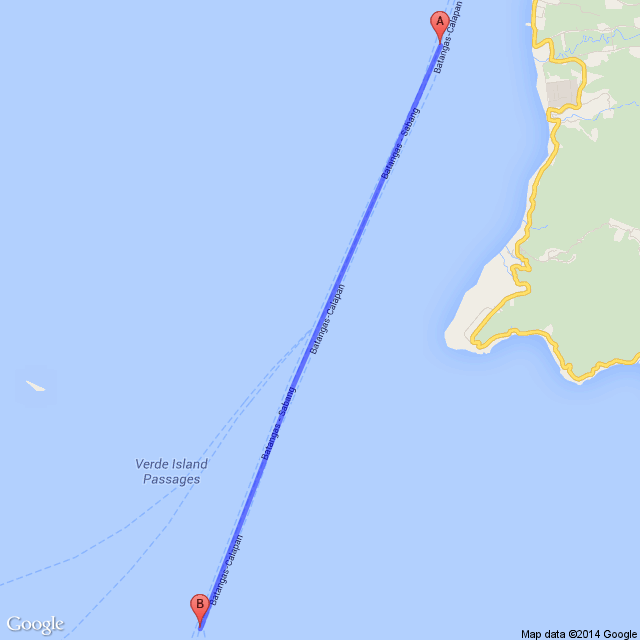 A
Batangas-Calapan
Batangas - Sabang
Batangas-Calapan
Batangas - Sabang
Verde Island
Passages
Batangas-Calapan
B
Google
Map data ©2014 Google